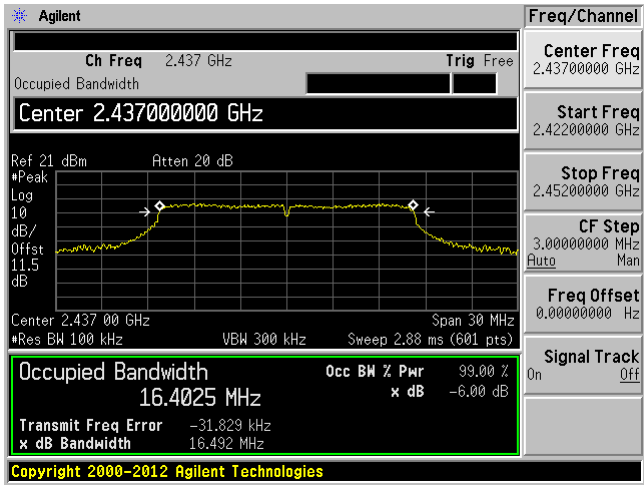 Agilent
Freq/Channel
Ch Freq 2.437 GHz Trig Free
Occupied Bandwidth
Center 2.437000000 GHz
Ref 21 dBm Atten 20 dB
#Peak
Log
10
dB/
Offst
11.5
dB
Center 2.437 00 GHz Span 30 MHz
#Res BW 100 kHz VBW 300 kHz Sweep 2.88 ms (601 pts)
Occupied Bandwidth Occ BW % Pwr 99.00 %
16.4025 MHz x dB -6.00 dB
Transmit Freq Error -31.829 kHz
x dB Bandwidth 16.492 MHz
Copyright 2000-2012 Agilent Technologies
Center Freq
2.43700000 GHz
Start Freq
2.42200000 GHz
Stop Freq
2.45200000 GHz
CF Step
3.00000000 MHz
Auto Man
Freq Offset
0.00000000 Hz
Signal Track
On Off